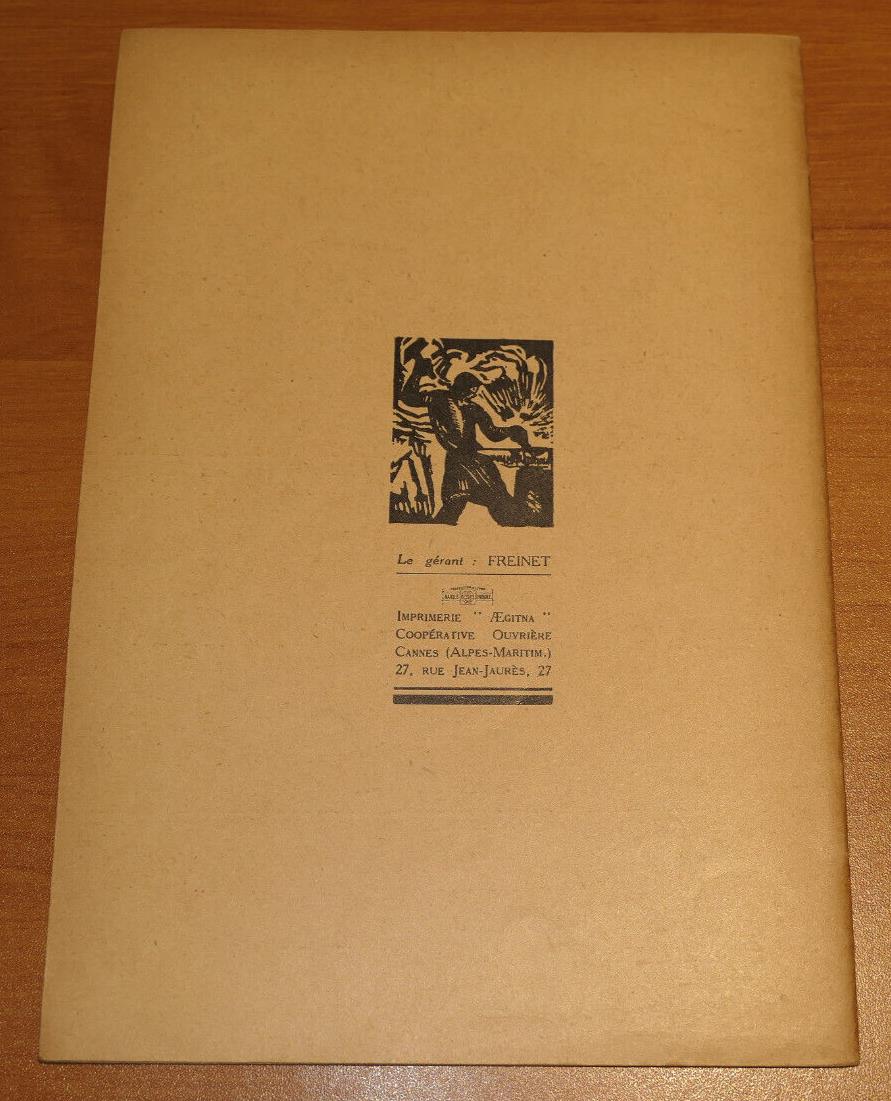 Le gérant : FREINET
IMPRIMERIE " ÆGITNA "
COOPÉRATIVE OUVRIÈRE
CANNES (ALPES-MARITIM.)
27, RUE JEAN-JAURÈS, 27